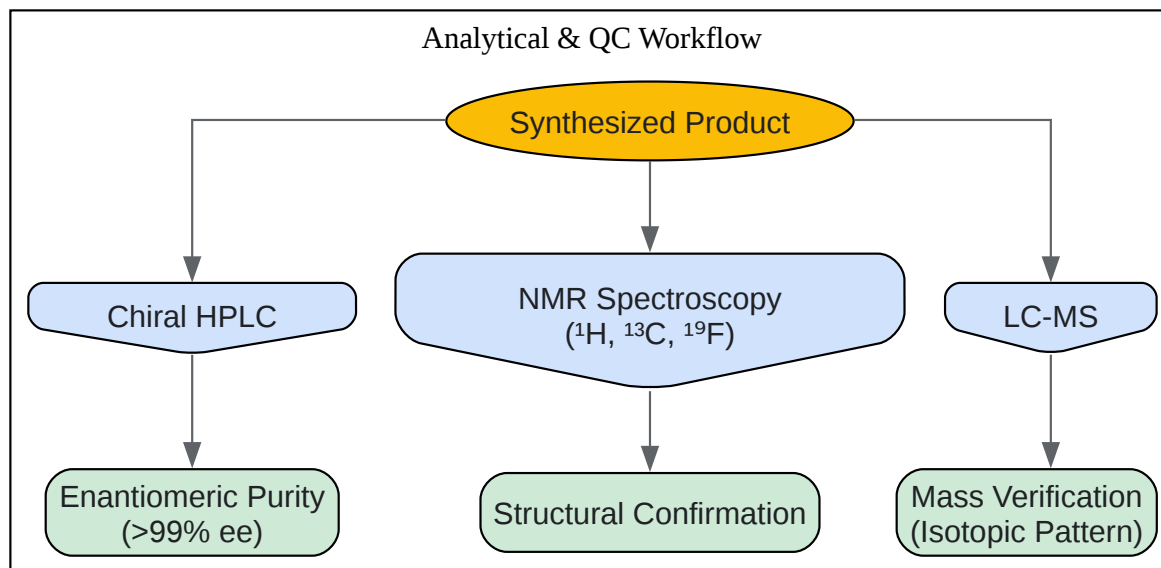 Analytical & QC Workflow
Synthesized Product
Chiral HPLC
NMR Spectroscopy
(¹H, ¹³C, ¹⁹F)
LC-MS
Enantiomeric Purity
(>99% ee)
Structural Confirmation
Mass Verification
(Isotopic Pattern)